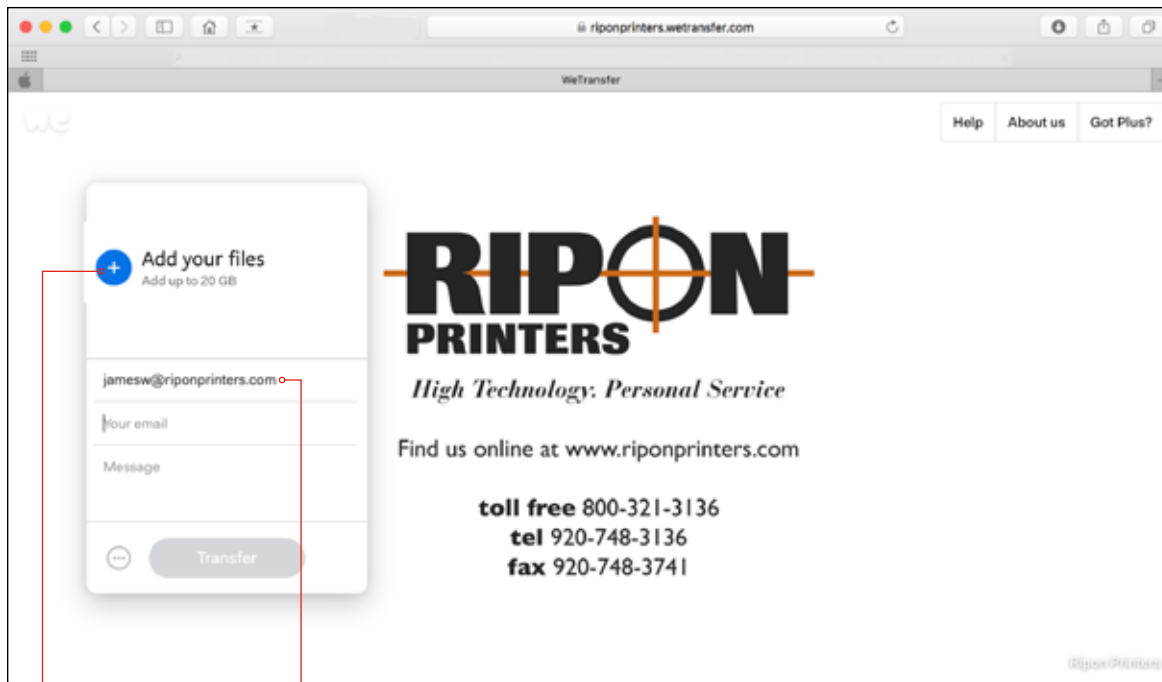 riponprinters.wetransfer.com
WeTransfer
we
Help About us Got Plus?
Add your files
Add up to 20 GB
jamesw@riponprinters.com
Your email
Message
Transfer
RIPON
PRINTERS
High Technology. Personal Service
Find us online at www.riponprinters.com
toll free 800-321-3136
tel 920-748-3136
fax 920-748-3741
Ripon Printers